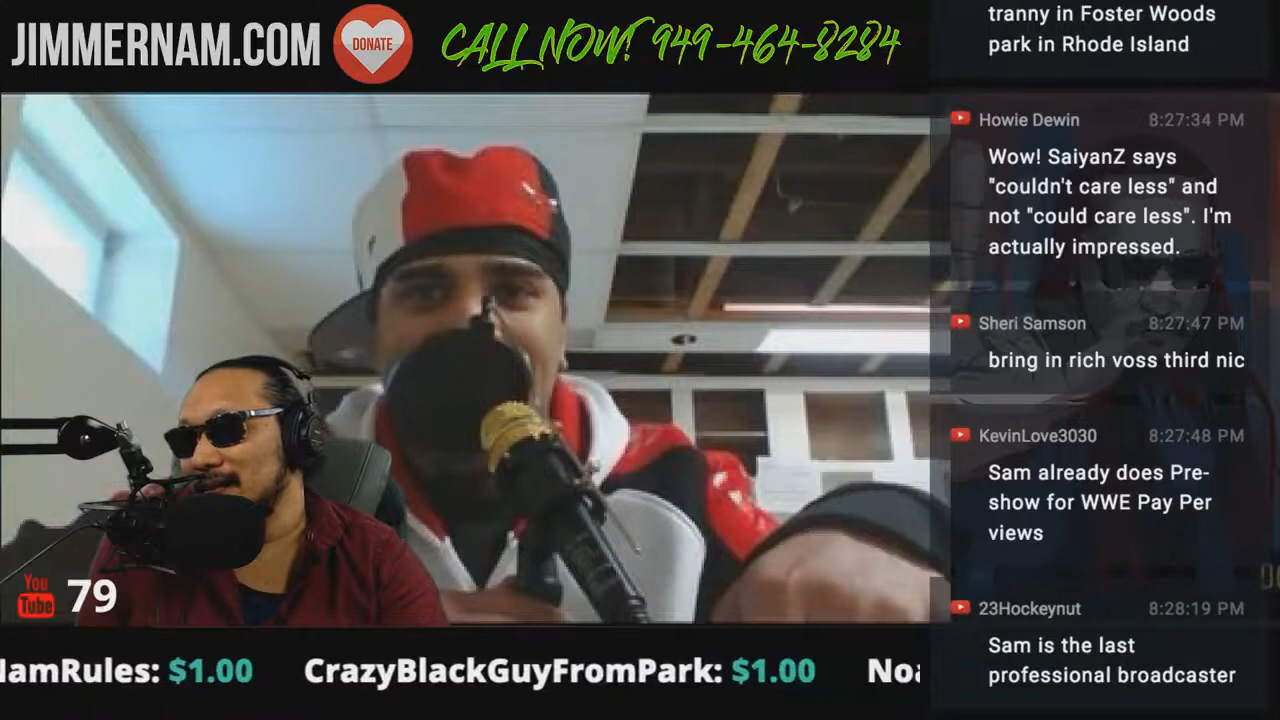 JIMMERNAM.COM
DONATE
CALL NOW! 949-464-8284
tranny in Foster Woods
park in Rhode Island
Howie Dewin 8:27:34 PM
Wow! SaiyanZ says
"couldn't care less" and
not "could care less". I'm
actually impressed.
Sheri Samson 8:27:47 PM
bring in rich voss third nic
KevinLove3030 8:27:48 PM
Sam already does Pre-
show for WWE Pay Per
views
23Hockeynut 8:28:19 PM
Sam is the last
professional broadcaster
You
Tube
79
NamRules: $1.00 CrazyBlackGuyFromPark: $1.00